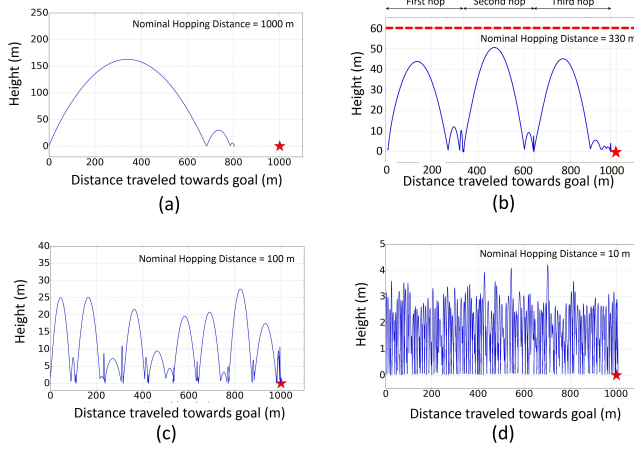 250
200
150
100
50
0
Height (m)
Nominal Hopping Distance = 1000 m
0 200 400 600 800 1000
Distance traveled towards goal (m)
(a)
First hop Second hop Third hop
60
50
40
30
20
10
0
Height (m)
Nominal Hopping Distance = 330 m
0 200 400 600 800 1000
Distance traveled towards goal (m)
(b)
40
35
30
25
20
15
10
5
0
Height (m)
Nominal Hopping Distance = 100 m
0 200 400 600 800 1000
Distance traveled towards goal (m)
(c)
5
4
3
2
1
0
Height (m)
Nominal Hopping Distance = 10 m
0 200 400 600 800 1000
Distance traveled towards goal (m)
(d)